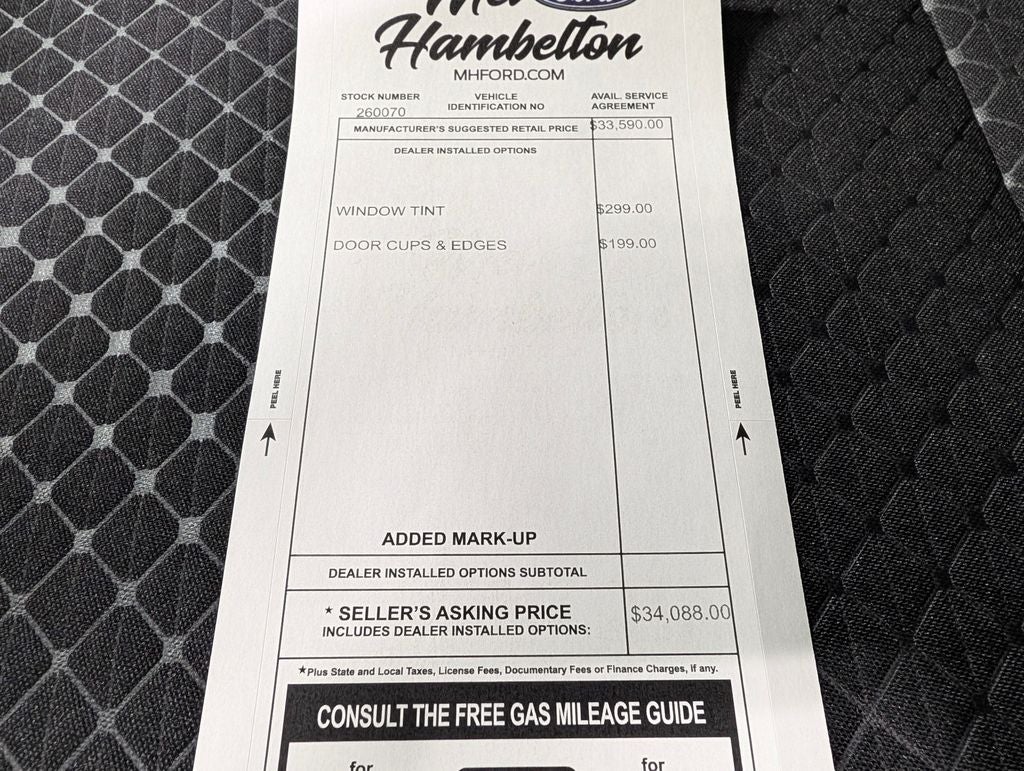 Hambelton
MHFORD.COM
STOCK NUMBER
260070
VEHICLE
IDENTIFICATION NO
AVAIL. SERVICE
AGREEMENT
MANUFACTURER'S SUGGESTED RETAIL PRICE $33,590.00
DEALER INSTALLED OPTIONS
WINDOW TINT $299.00
DOOR CUPS & EDGES $199.00
PEEL HERE
PEEL HERE
ADDED MARK-UP
DEALER INSTALLED OPTIONS SUBTOTAL
* SELLER'S ASKING PRICE $34,088.00
INCLUDES DEALER INSTALLED OPTIONS:
*Plus State and Local Taxes, License Fees, Documentary Fees or Finance Charges, if any.
CONSULT THE FREE GAS MILEAGE GUIDE
for for